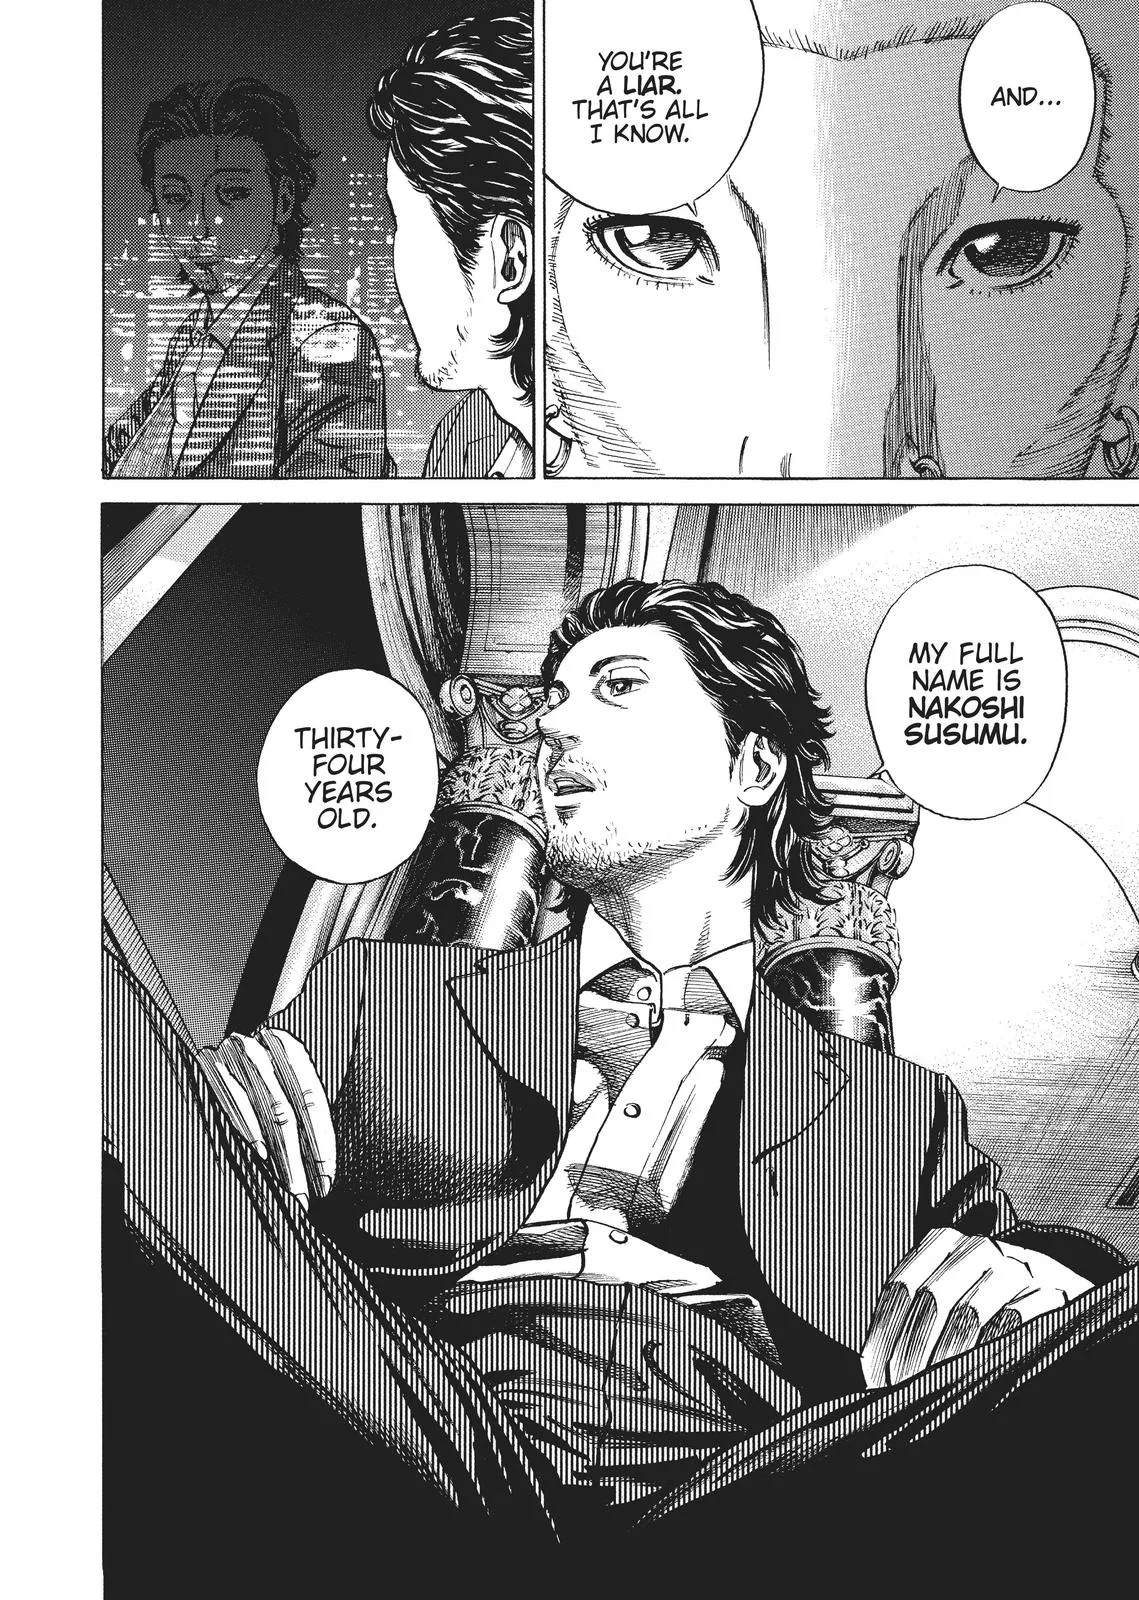 AND...
YOU'RE
A LIAR.
THAT'S ALL
I KNOW.
MY FULL
NAME IS
NAKOSHI
SUSUMU.
THIRTY-
FOUR
YEARS
OLD.